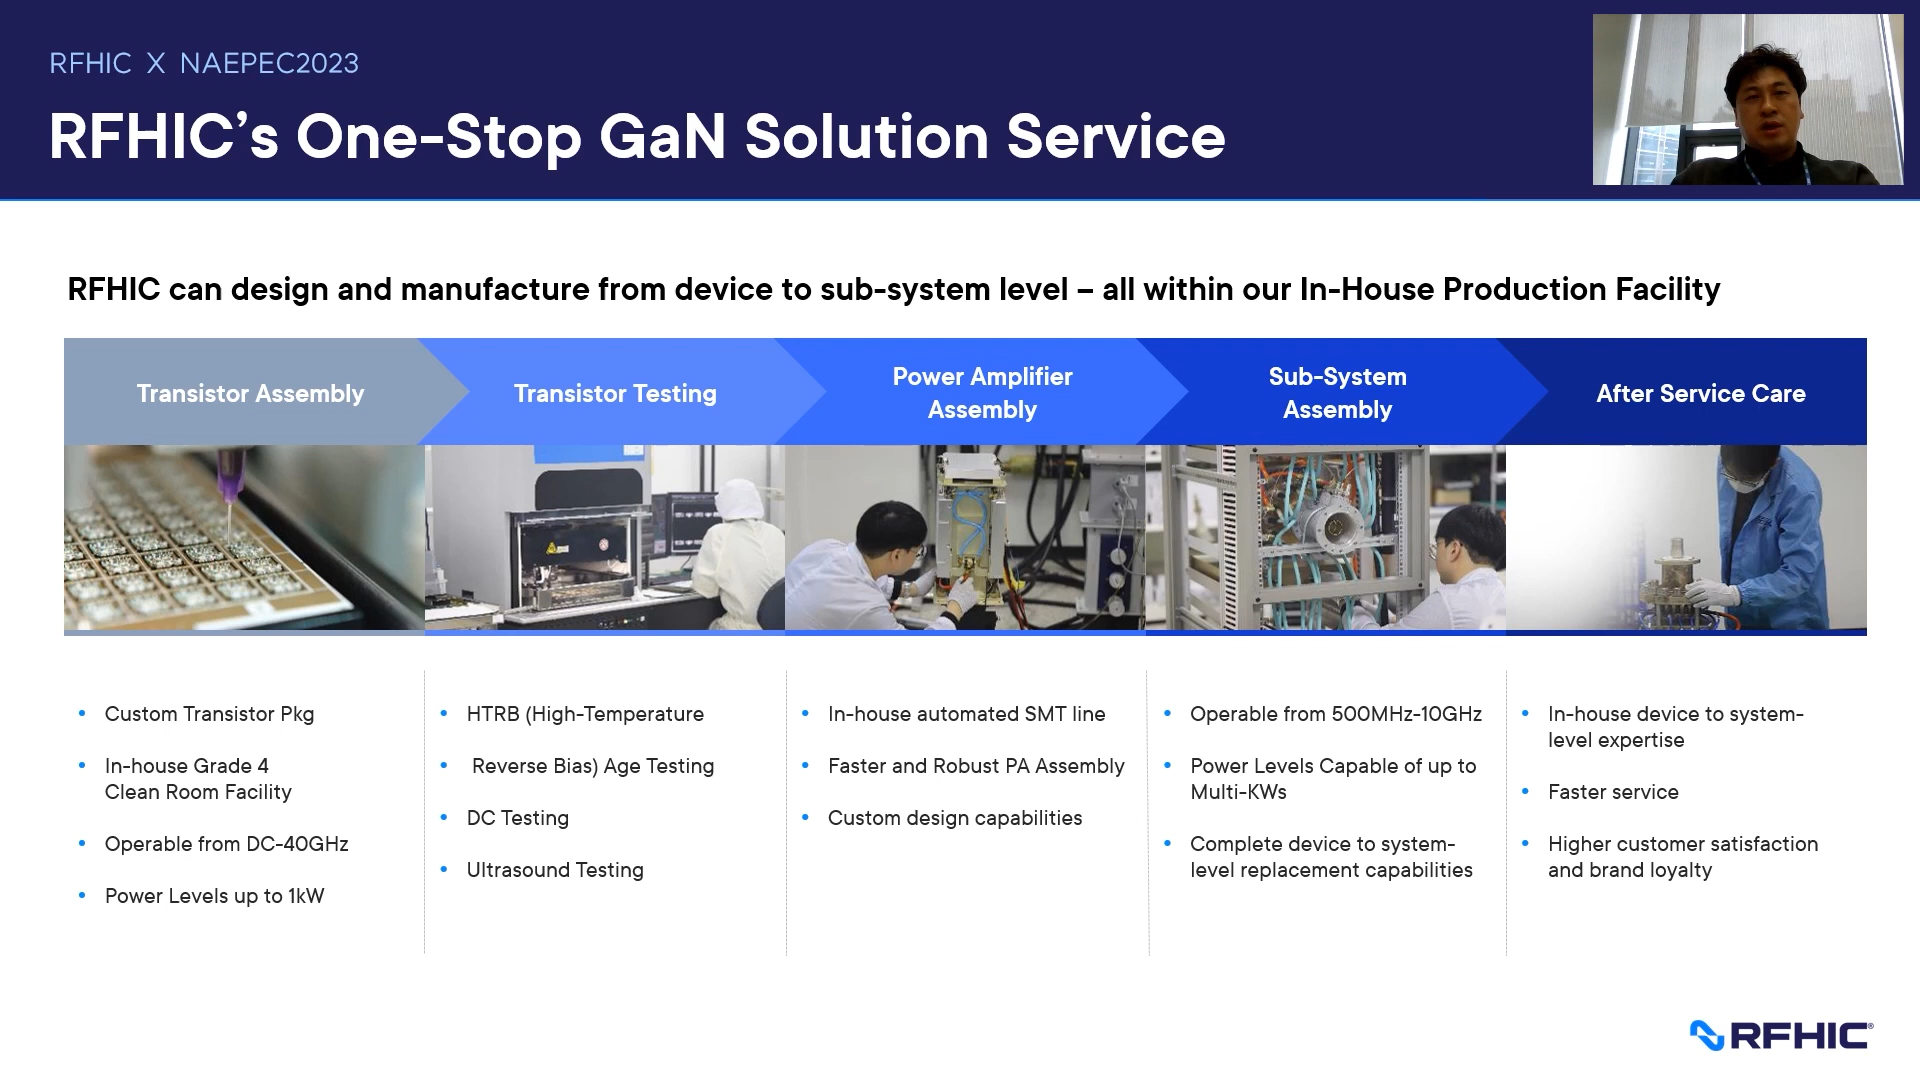 RFHIC X NAEPEC2023
RFHIC's One-Stop GaN Solution Service
RFHIC can design and manufacture from device to sub-system level – all within our In-House Production Facility
Transistor Assembly
Transistor Testing
Power Amplifier
Assembly
Sub-System
Assembly
After Service Care
• Custom Transistor Pkg
• In-house Grade 4
Clean Room Facility
• Operable from DC-40GHz
• Power Levels up to 1kW
• HTRB (High-Temperature
• Reverse Bias) Age Testing
• DC Testing
• Ultrasound Testing
• In-house automated SMT line
• Faster and Robust PA Assembly
• Custom design capabilities
• Operable from 500MHz-10GHz
• Power Levels Capable of up to
Multi-KWs
• Complete device to system-
level replacement capabilities
• In-house device to system-
level expertise
• Faster service
• Higher customer satisfaction
and brand loyalty
RFHIC®